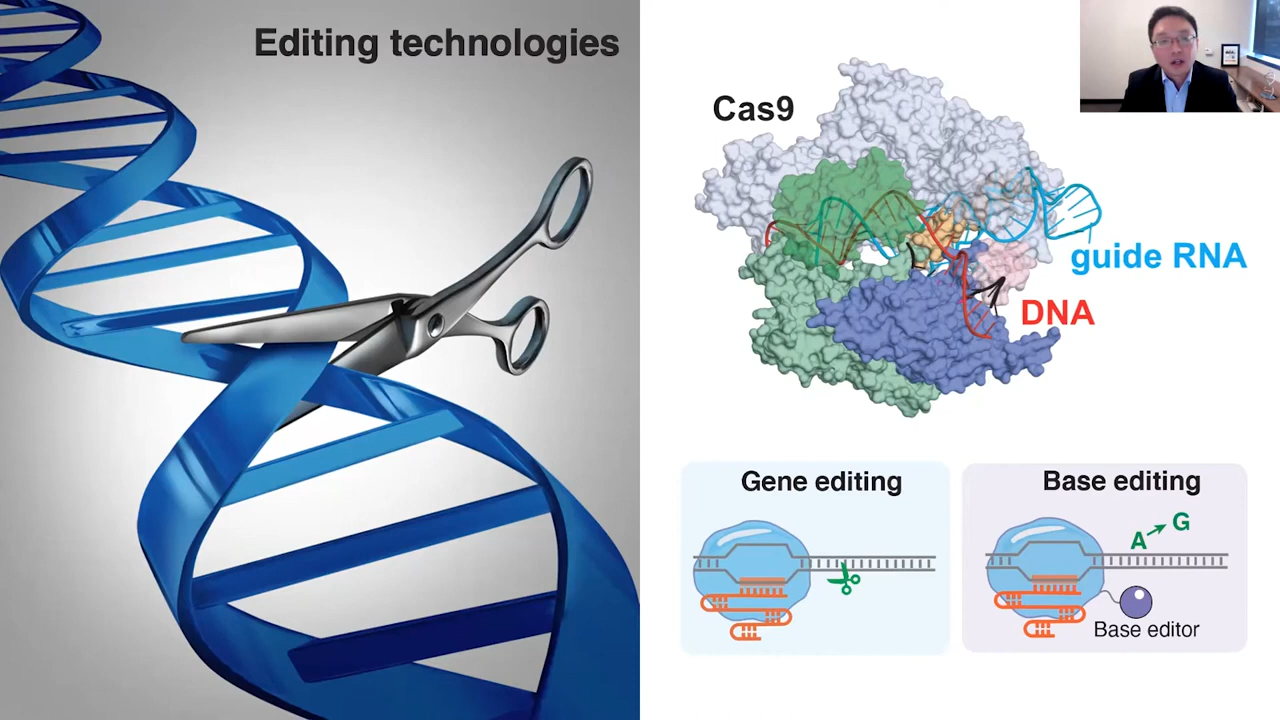 Editing technologies
Cas9
guide RNA
DNA
Gene editing
Base editing
A
G
Base editor